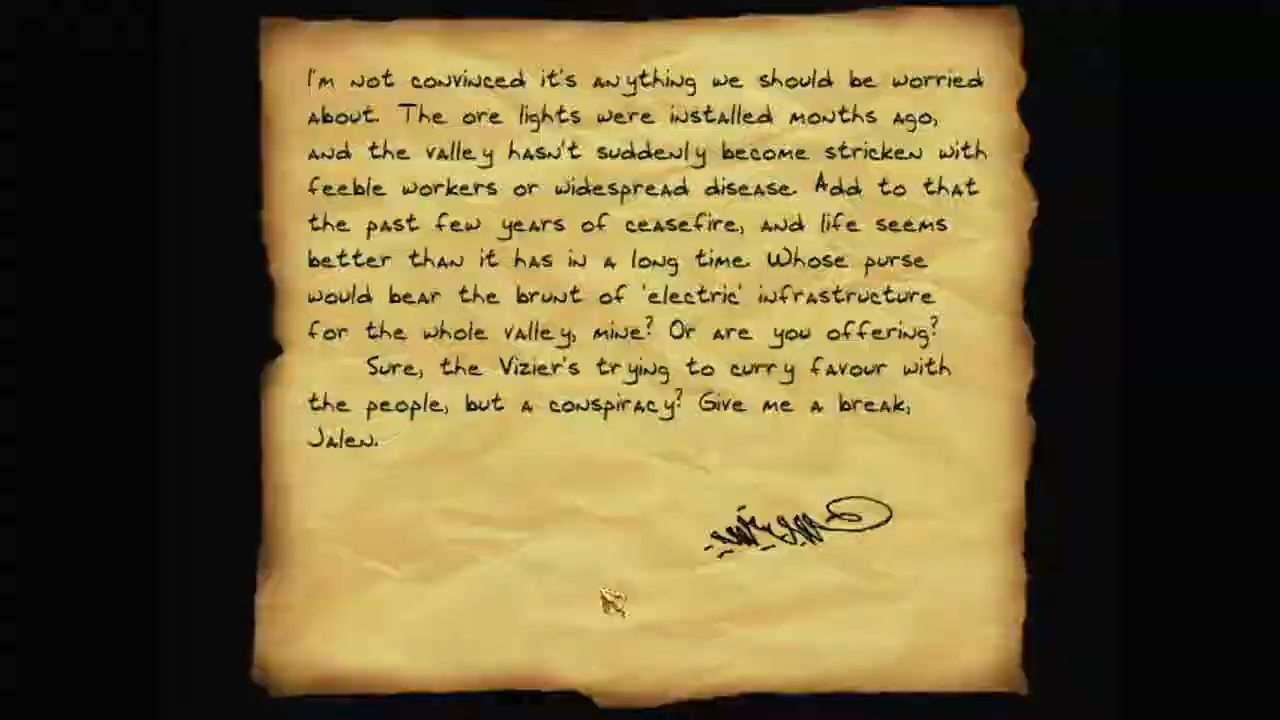 I'm not convinced it's anything we should be worried
about. The ore lights were installed months ago,
and the valley hasn't suddenly become stricken with
feeble workers or widespread disease. Add to that
the past few years of ceasefire, and life seems
better than it has in a long time. Whose purse
would bear the brunt of 'electric' infrastructure
for the whole valley, mine? Or are you offering?
Sure, the Vizier's trying to curry favour with
the people, but a conspiracy? Give me a break,
Jalen.